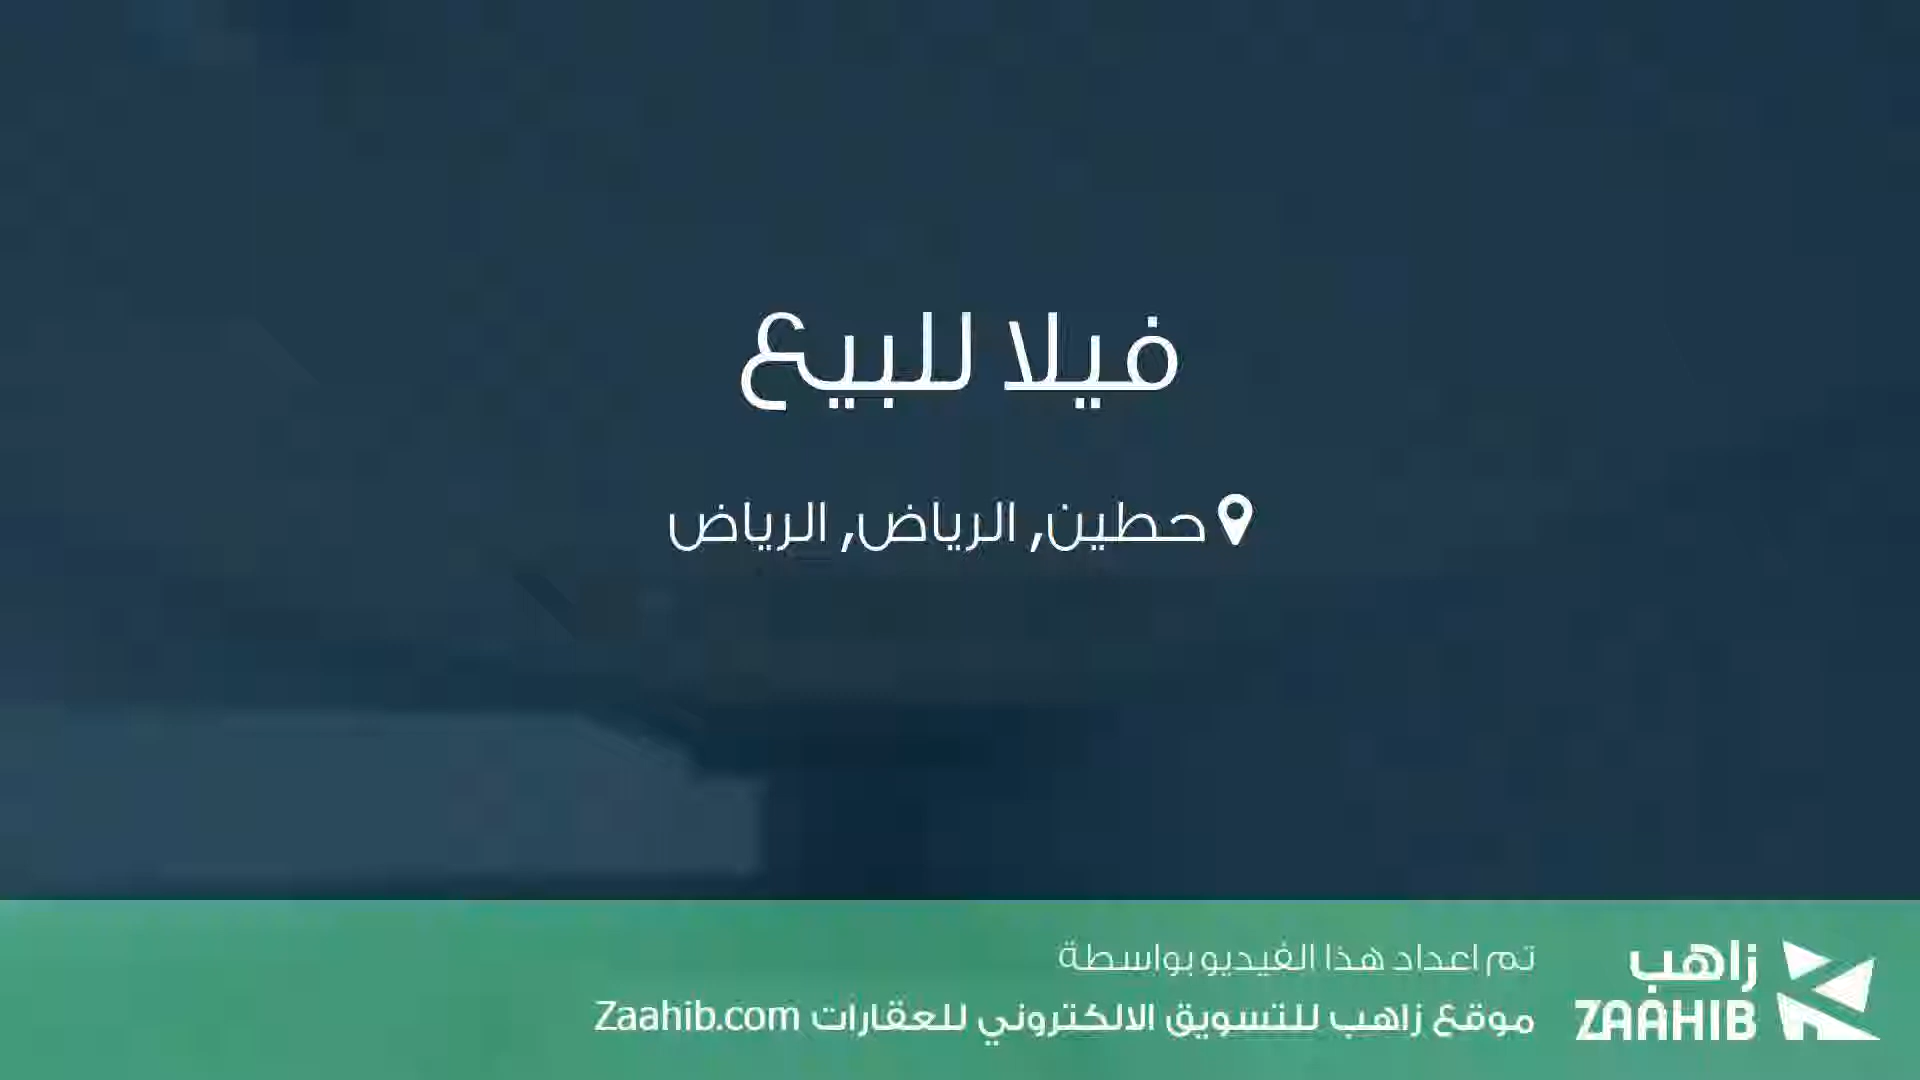 فيلا للبيع
حطين, الرياض, الرياض
تم اعداد هذا الفيديو بواسطة
موقع زاهب للتسويق الالكتروني للعقارات Zaahib.com
زاهب
ZAAHIB